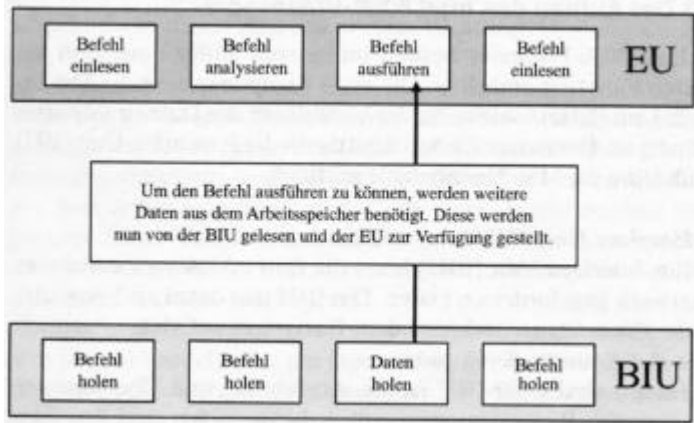 Befehl
einlesen
Befehl
analysieren
Befehl
ausführen
Befehl
einlesen
EU
Um den Befehl ausführen zu können, werden weitere
Daten aus dem Arbeitsspeicher benötigt. Diese werden
nun von der BIU gelesen und der EU zur Verfügung gestellt.
Befehl
holen
Befehl
holen
Daten
holen
Befehl
holen
BIU